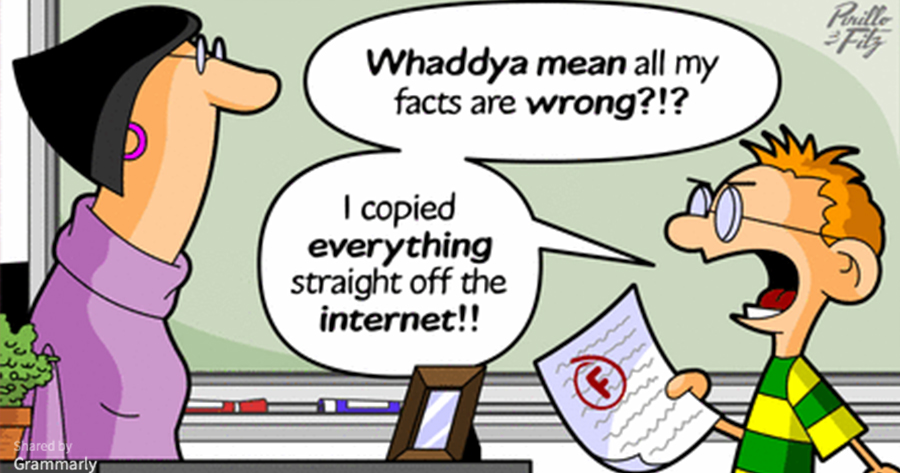 Pirillo
& Fitz
Whaddya mean all my
facts are wrong?!?
I copied
everything
straight off the
internet!!
F
Shared by
Grammarly